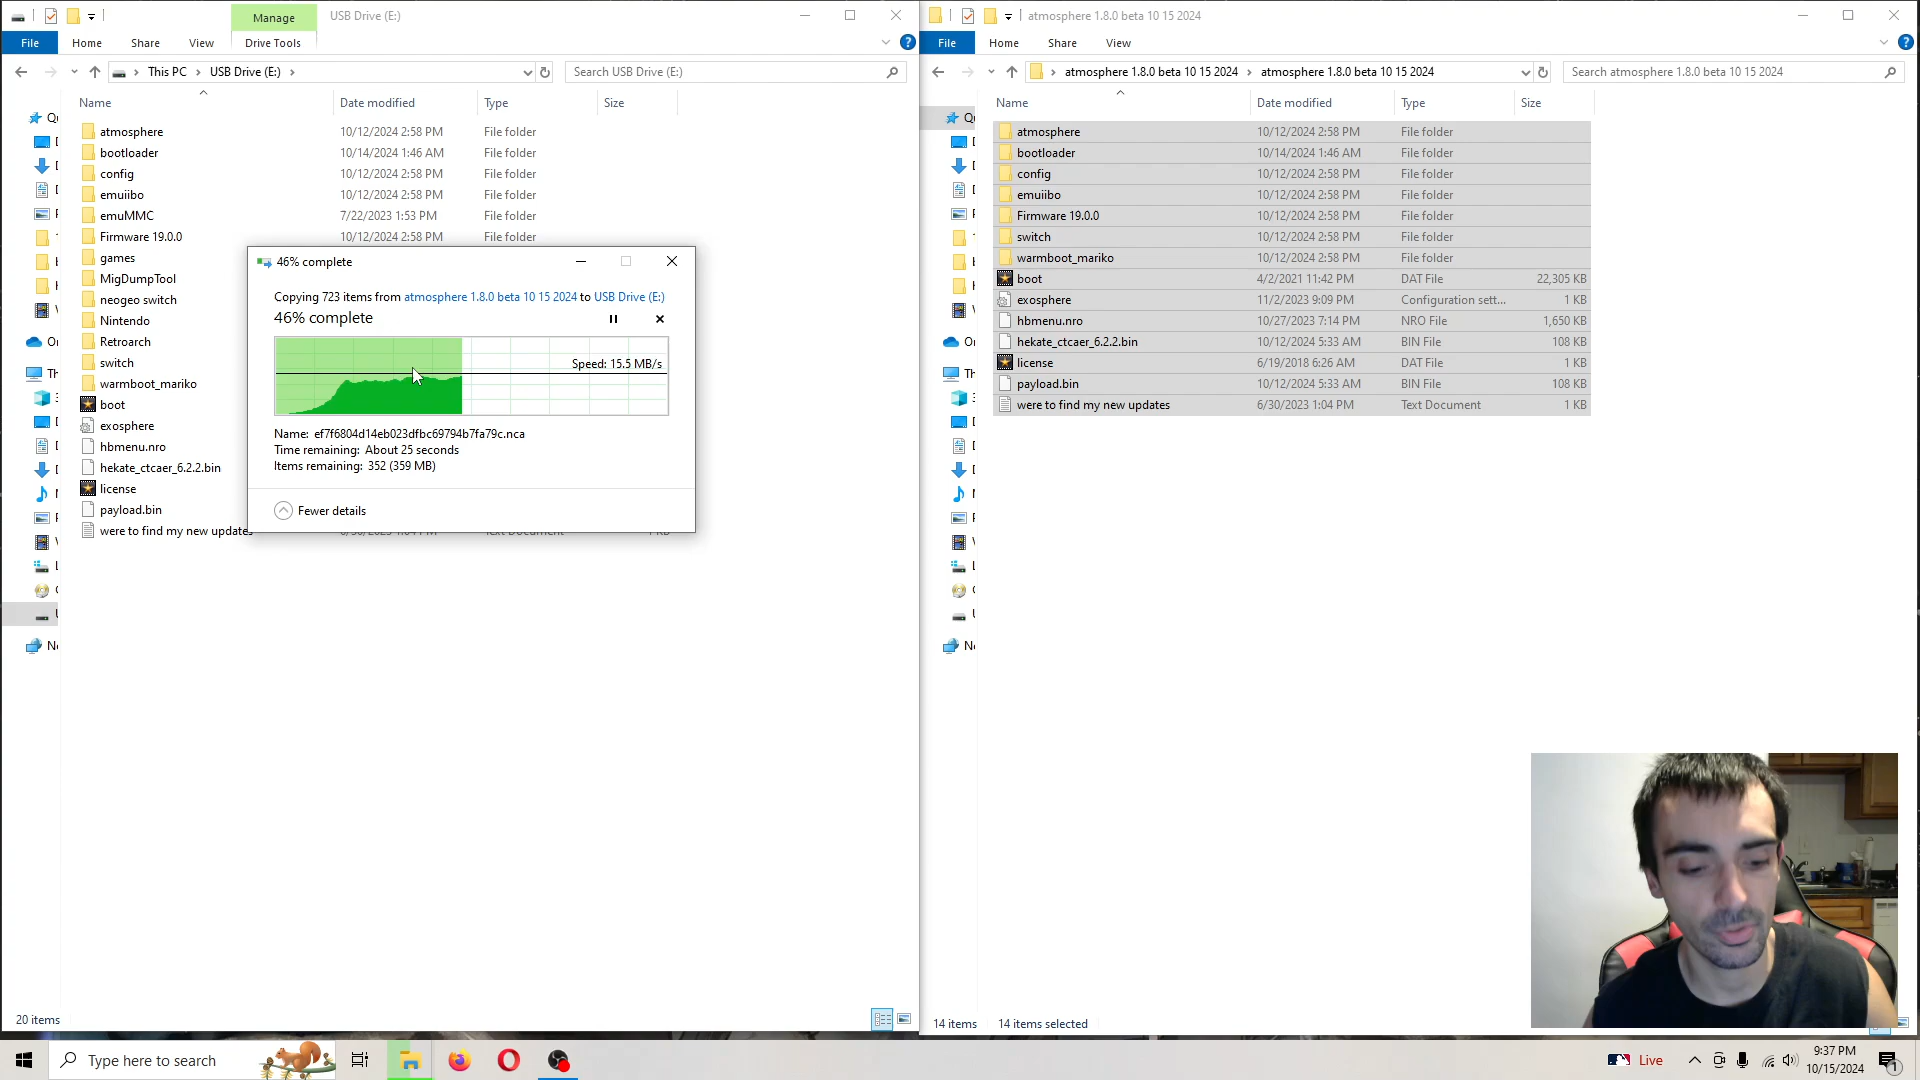 Manage
USB Drive (E:)
File
Home
Share
View
Drive Tools
This PC
USB Drive (E:)
Search USB Drive (E:)
Name
Date modified
Type
Size
atmosphere 10/12/2024 2:58 PM File folder
bootloader 10/14/2024 1:46 AM File folder
config 10/12/2024 2:58 PM File folder
emuiibo 10/12/2024 2:58 PM File folder
emuMMC 7/22/2023 1:53 PM File folder
Firmware 19.0.0 10/12/2024 2:58 PM File folder
games
MigDumpTool
neogeo switch
Nintendo
Retroarch
switch
warmboot_mariko
boot
exosphere
hbmenu.nro
hekate_ctcaer_6.2.2.bin
license
payload.bin
were to find my new updates
20 items
46% complete
Copying 723 items from atmosphere 1.8.0 beta 10 15 2024 to USB Drive (E:)
46% complete
Speed: 15.5 MB/s
Name: ef7f6804d14eb023dfbc69794b7fa79c.nca
Time remaining: About 25 seconds
Items remaining: 352 (359 MB)
Fewer details
atmosphere 1.8.0 beta 10 15 2024
File
Home
Share
View
atmosphere 1.8.0 beta 10 15 2024
atmosphere 1.8.0 beta 10 15 2024
Search atmosphere 1.8.0 beta 10 15 2024
Name
Date modified
Type
Size
atmosphere 10/12/2024 2:58 PM File folder
bootloader 10/14/2024 1:46 AM File folder
config 10/12/2024 2:58 PM File folder
emuiibo 10/12/2024 2:58 PM File folder
Firmware 19.0.0 10/12/2024 2:58 PM File folder
switch 10/12/2024 2:58 PM File folder
warmboot_mariko 10/12/2024 2:58 PM File folder
boot 4/2/2021 11:42 PM DAT File 22,305 KB
exosphere 11/2/2023 9:09 PM Configuration sett... 1 KB
hbmenu.nro 10/27/2023 7:14 PM NRO File 1,650 KB
hekate_ctcaer_6.2.2.bin 10/12/2024 5:33 AM BIN File 108 KB
license 6/19/2018 6:26 AM DAT File 1 KB
payload.bin 10/12/2024 5:33 AM BIN File 108 KB
were to find my new updates 6/30/2023 1:04 PM Text Document 1 KB
14 items
14 items selected
Type here to search
Live
9:37 PM
10/15/2024
1